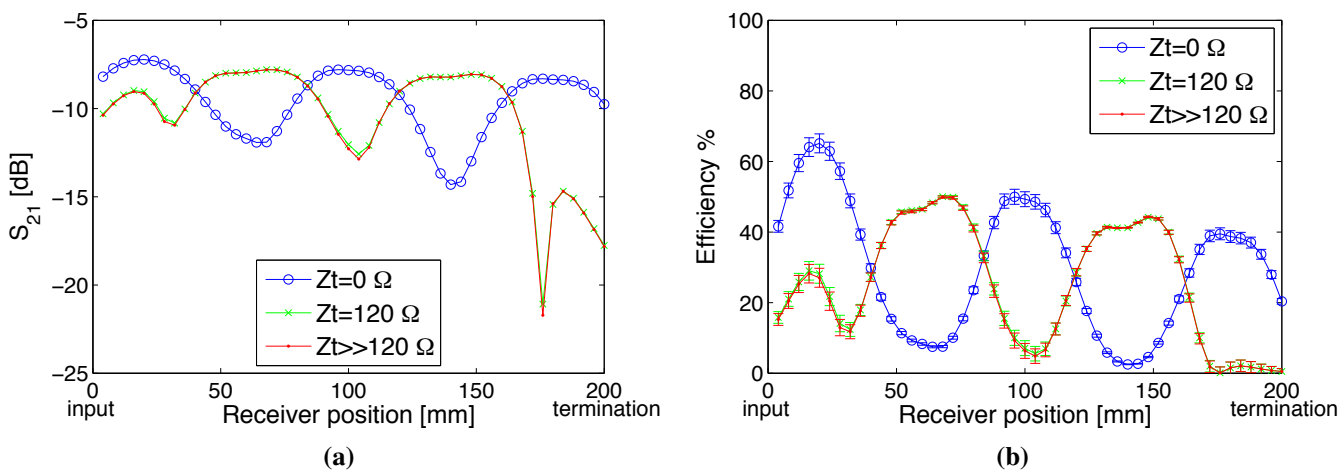 −5
−10
−15
−20
−25
S21 [dB]
0
50
100
150
200
input
Receiver position [mm]
termination
Zt=0 Ω
Zt=120 Ω
Zt>>120 Ω
(a)
100
80
60
40
20
0
Efficiency %
0
50
100
150
200
input
Receiver position [mm]
termination
Zt=0 Ω
Zt=120 Ω
Zt>>120 Ω
(b)